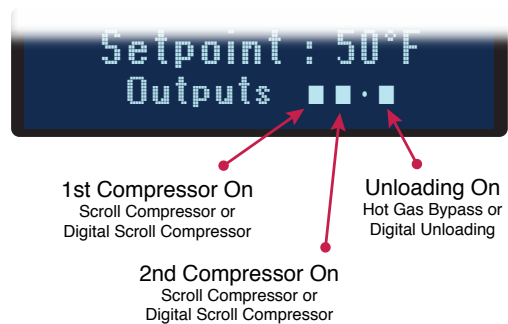 Setpoint : 50°F
Outputs ■■·■
1st Compressor On
Scroll Compressor or
Digital Scroll Compressor
Unloading On
Hot Gas Bypass or
Digital Unloading
2nd Compressor On
Scroll Compressor or
Digital Scroll Compressor